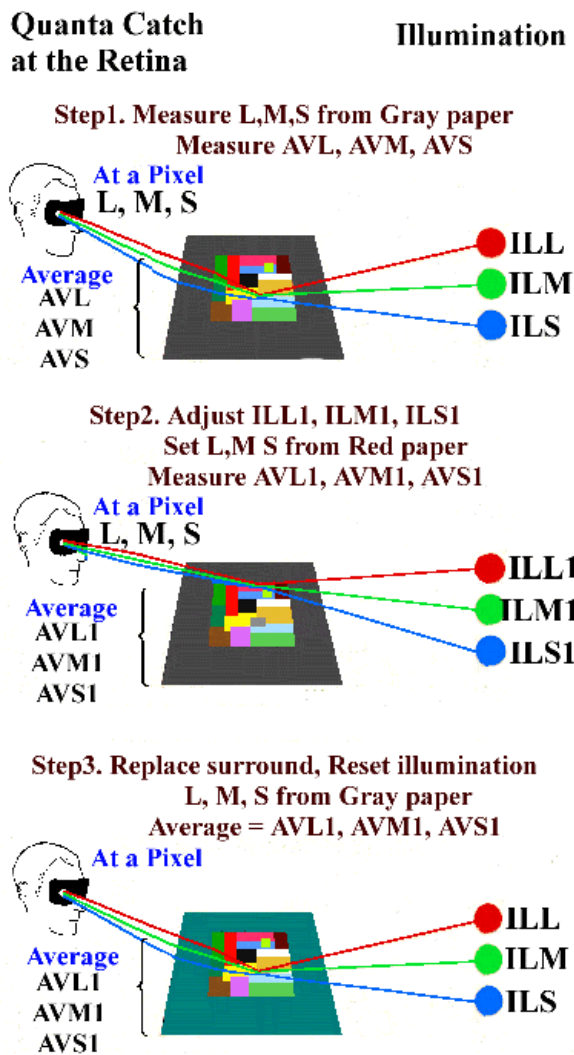 Quanta Catch
at the Retina
Illumination
Step1. Measure L,M,S from Gray paper
Measure AVL, AVM, AVS
At a Pixel
L, M, S
Average
AVL
AVM
AVS
ILL
ILM
ILS
Step2. Adjust ILL1, ILM1, ILS1
Set L,M S from Red paper
Measure AVL1, AVM1, AVS1
At a Pixel
L, M, S
Average
AVL1
AVM1
AVS1
ILL1
ILM1
ILS1
Step3. Replace surround, Reset illumination
L, M, S from Gray paper
Average = AVL1, AVM1, AVS1
At a Pixel
Average
AVL1
AVM1
AVS1
ILL
ILM
ILS